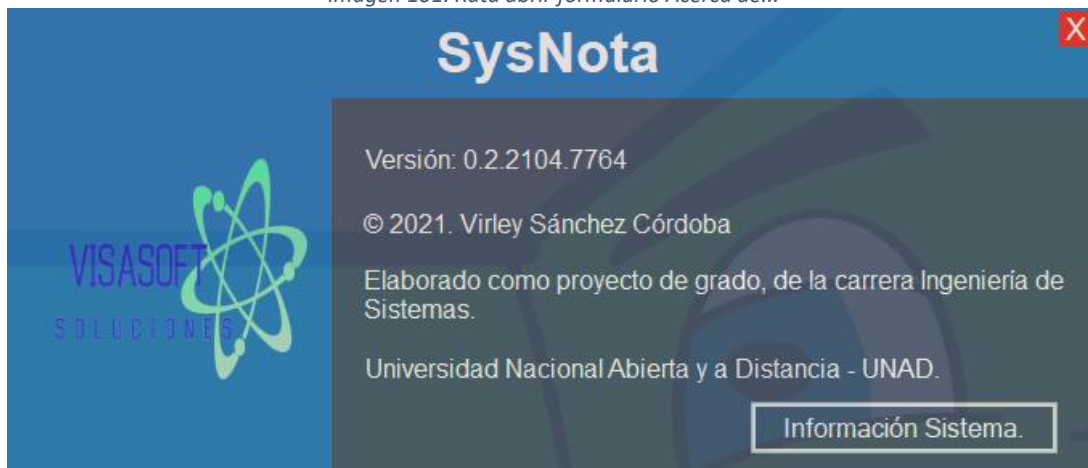 SysNota
X
Versión: 0.2.2104.7764
© 2021. Virley Sánchez Córdoba
VISASOFT
SOLUCIONES
Elaborado como proyecto de grado, de la carrera Ingeniería de
Sistemas.
Universidad Nacional Abierta y a Distancia - UNAD.
Información Sistema.